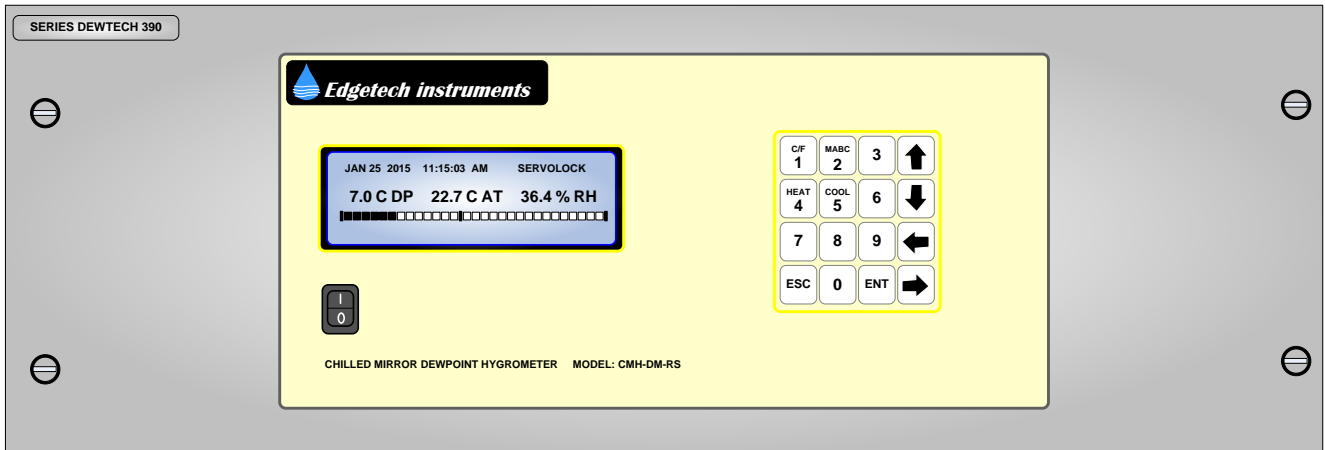 SERIES DEWTECH 390
Edgetech instruments
JAN 25 2015 11:15:03 AM SERVOLOCK
7.0 C DP 22.7 C AT 36.4 % RH
C/F MABC
1 2 3
HEAT COOL
4 5 6
7 8 9
ESC 0 ENT
I
0
CHILLED MIRROR DEWPOINT HYGROMETER MODEL: CMH-DM-RS